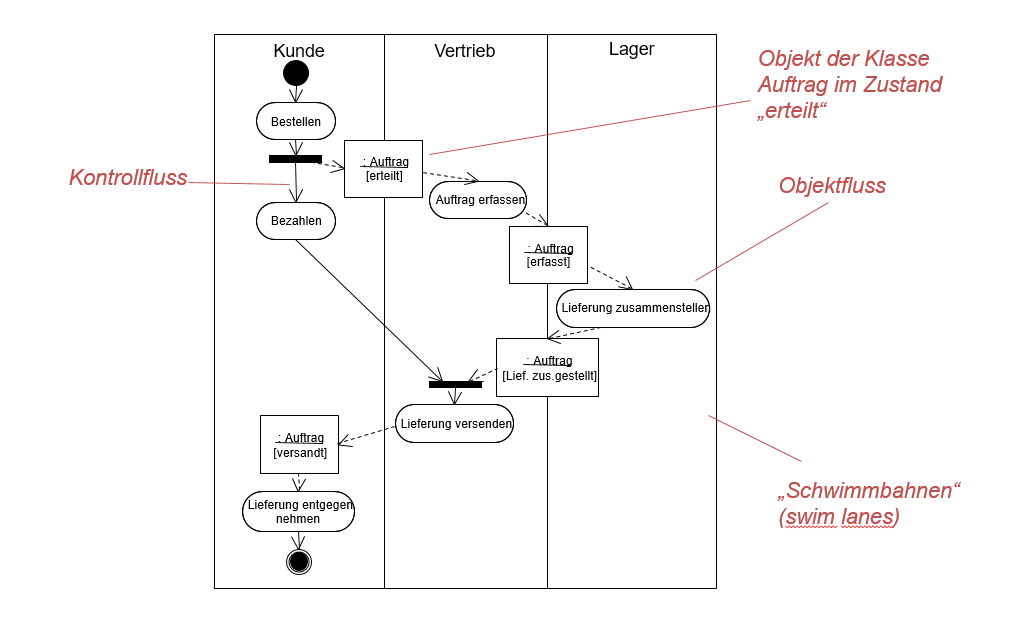 Kunde
Vertrieb
Lager
Objekt der Klasse
Auftrag im Zustand
„erteilt“
Bestellen
: Auftrag
[erteilt]
Kontrollfluss
Objektfluss
Auftrag erfassen
Bezahlen
: Auftrag
[erfasst]
Lieferung zusammenstellen
: Auftrag
[Lief. zus.gestellt]
Lieferung versenden
: Auftrag
[versandt]
„Schwimmbahnen“
(swim lanes)
Lieferung entgegen
nehmen